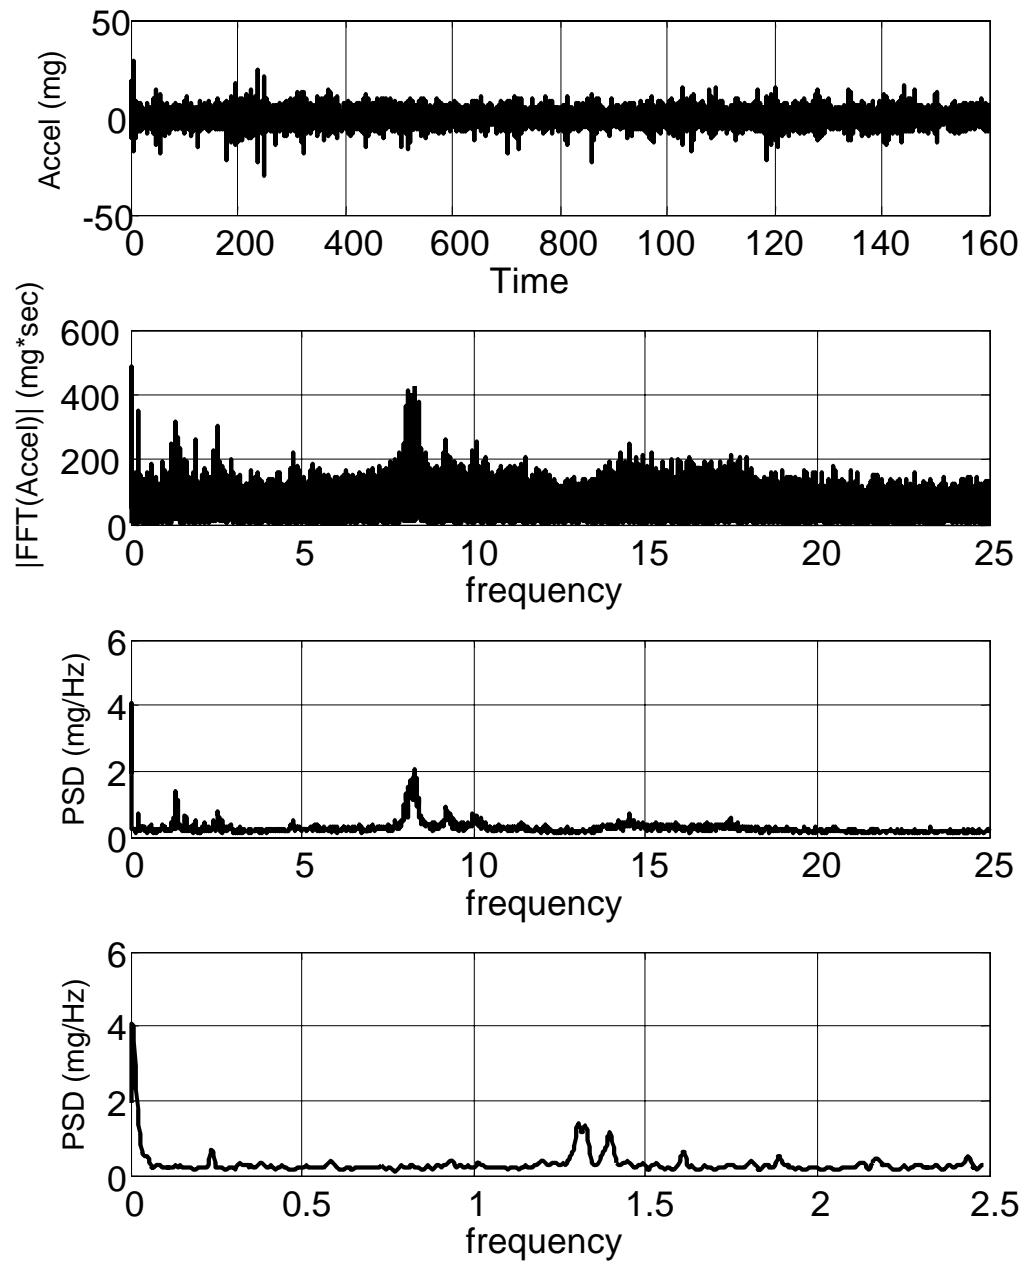 50
0
-50
Accel (mg)
0 200 400 600 800 100 120 140 160
Time
600
400
200
0
|FFT(Accel)| (mg*sec)
0 5 10 15 20 25
frequency
6
4
2
0
PSD (mg/Hz)
0 5 10 15 20 25
frequency
6
4
2
0
PSD (mg/Hz)
0 0.5 1 1.5 2 2.5
frequency